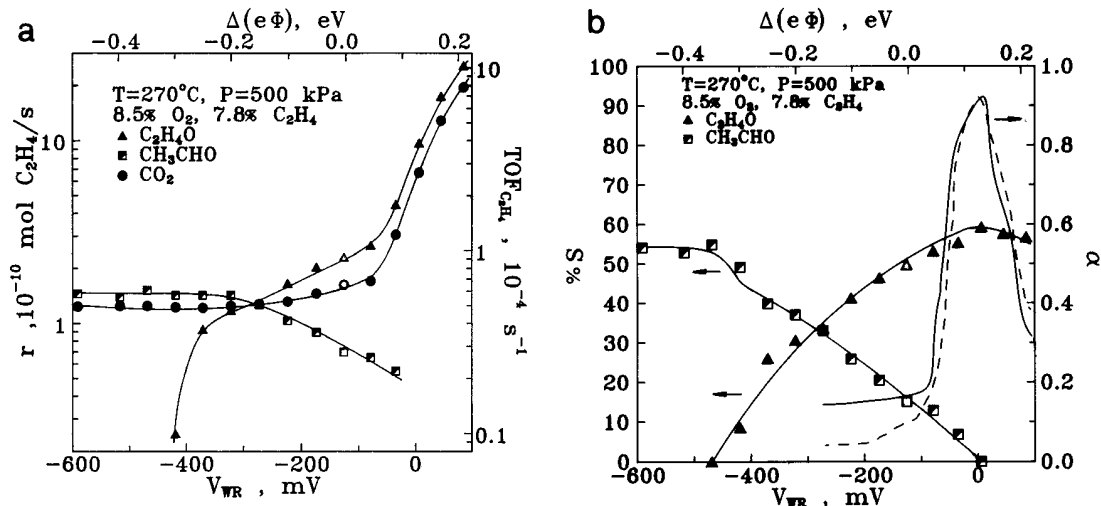 a
Δ(eΦ), eV
-0.4 -0.2 0.0 0.2
T=270°C, P=500 kPa
8.5% O₂, 7.8% C₂H₄
C₂H₄O
CH₃CHO
CO₂
r ,10⁻¹⁰ mol C₂H₄/s
10
1
10
1
0.1
TOF_C₂H₄ , 10⁻⁴ s⁻¹
-600 -400 -200 0
V_WR , mV
b
Δ(eΦ) , eV
-0.4 -0.2 0.0 0.2
T=270°C, P=500 kPa
8.5% O₂, 7.8% C₂H₄
C₂H₄O
CH₃CHO
%S
100
90
80
70
60
50
40
30
20
10
0
1.0
0.8
0.6
0.4
0.2
0.0
α
-600 -400 -200 0
V_WR , mV